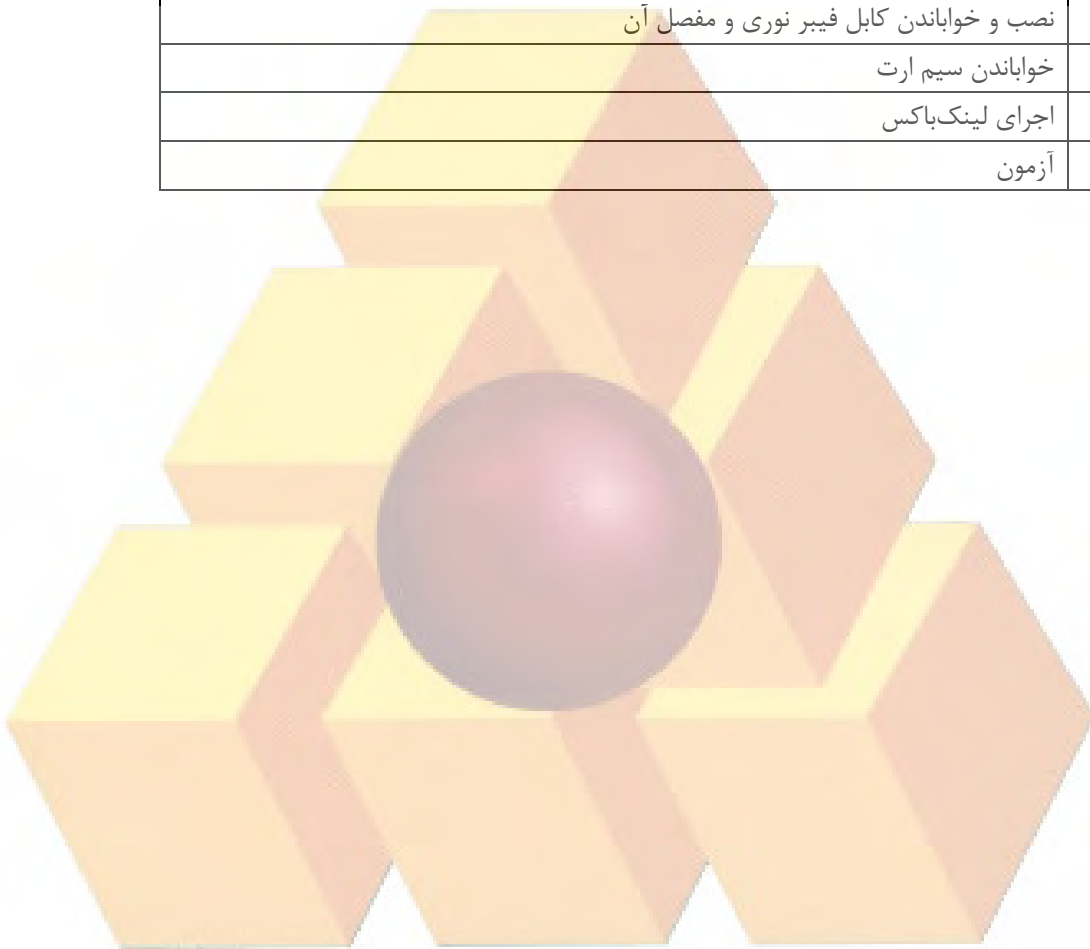 نصب و خواباندن کابل فیبر نوری و مفصل آن
خواباندن سیم ارت
اجرای لینک‌باکس
آزمون